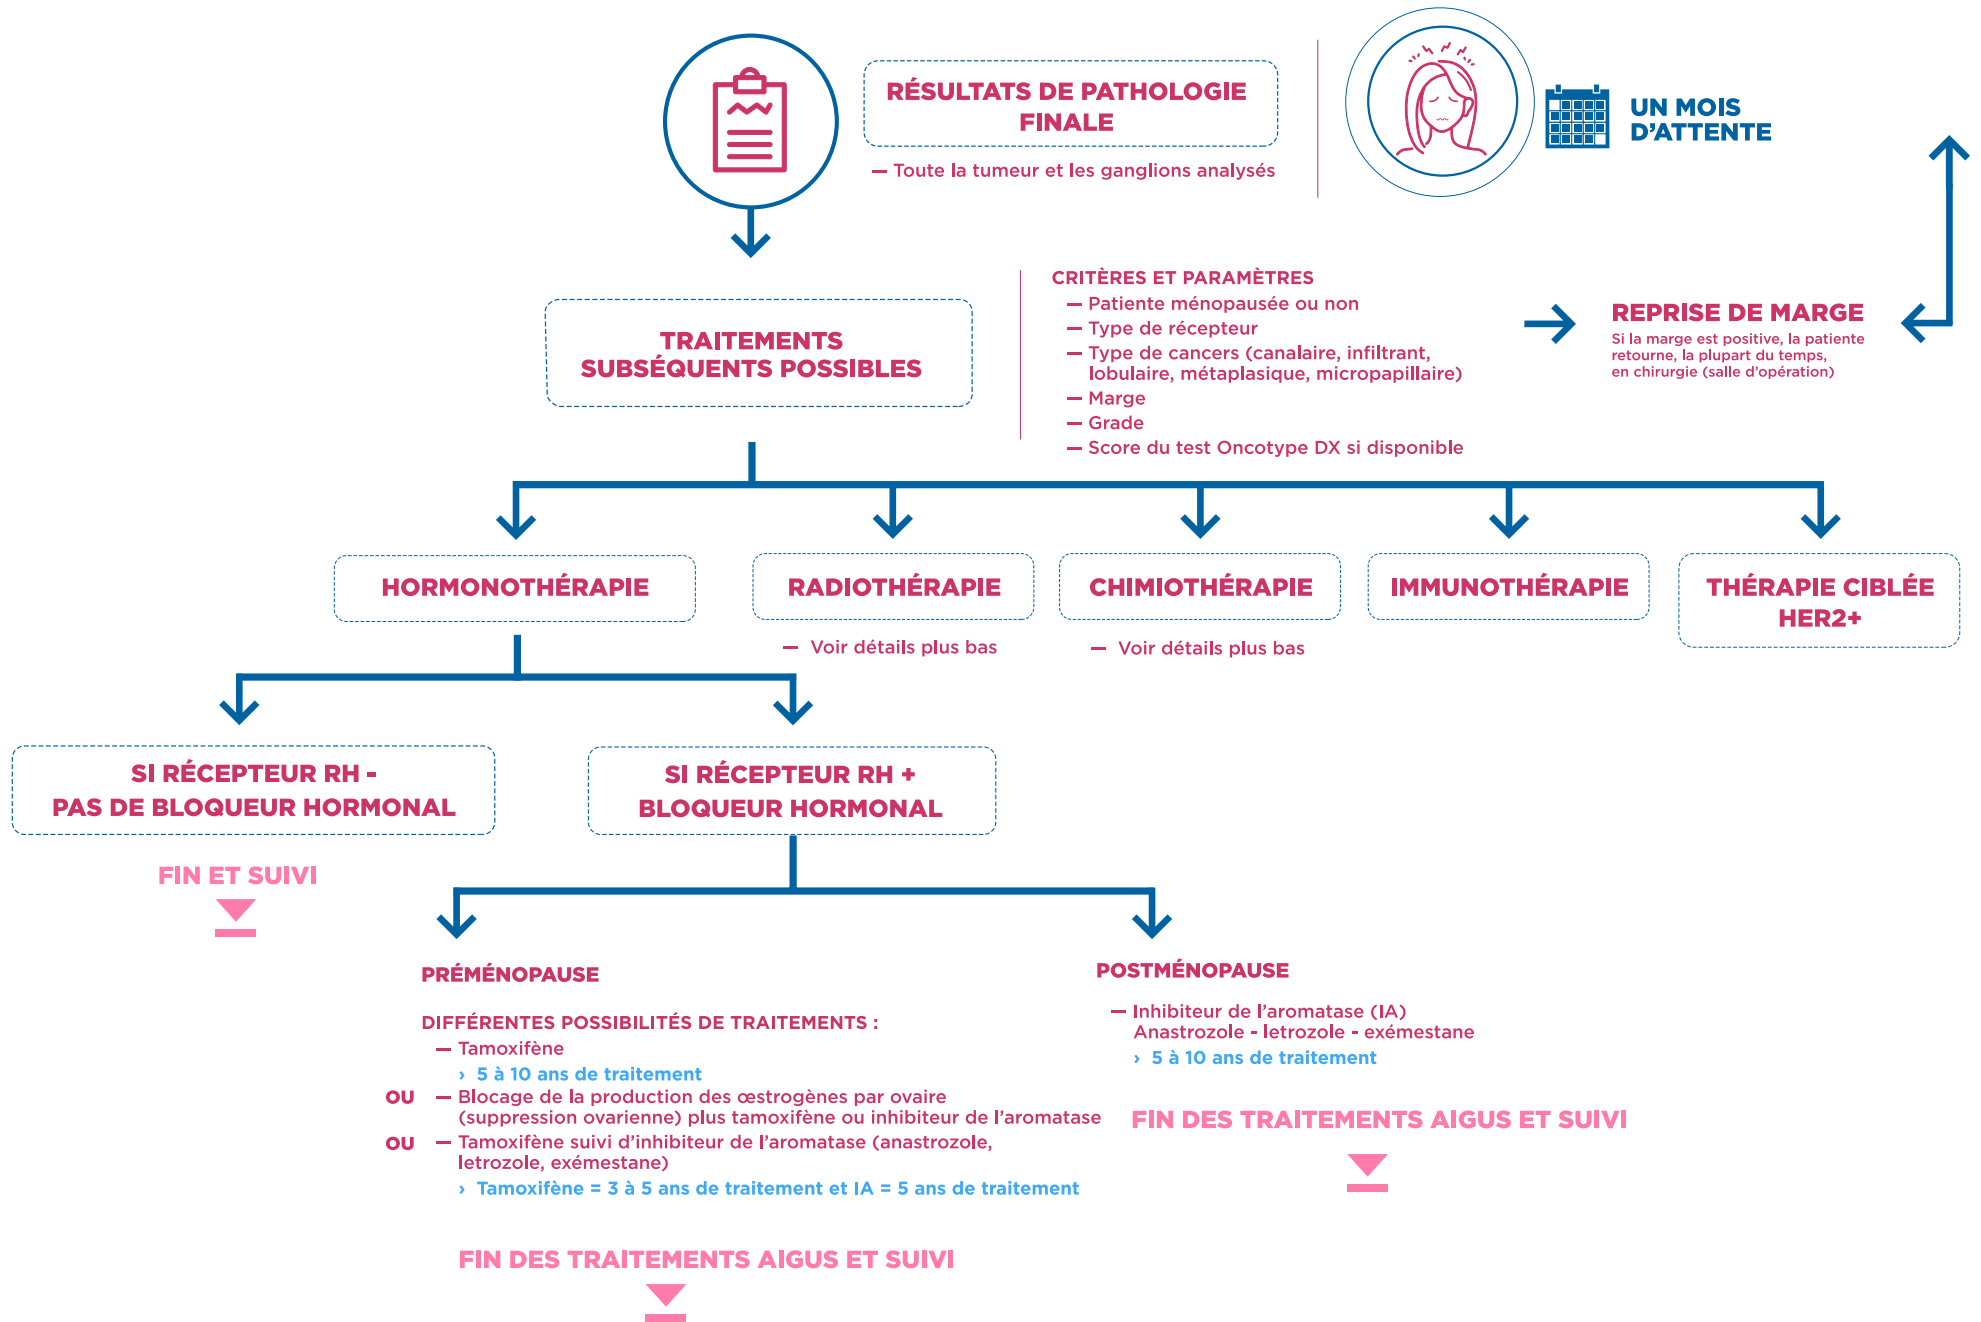 RÉSULTATS DE PATHOLOGIE
FINALE
— Toute la tumeur et les ganglions analysés
UN MOIS
D'ATTENTE
TRAITEMENTS
SUBSÉQUENTS POSSIBLES
CRITÈRES ET PARAMÈTRES
— Patiente ménopausée ou non
— Type de récepteur
— Type de cancers (canalaire, infiltrant,
lobulaire, métaplasique, micropapillaire)
— Marge
— Grade
— Score du test Oncotype DX si disponible
REPRISE DE MARGE
Si la marge est positive, la patiente
retourne, la plupart du temps,
en chirurgie (salle d'opération)
HORMONOTHÉRAPIE
RADIOTHÉRAPIE
— Voir détails plus bas
CHIMIOTHÉRAPIE
— Voir détails plus bas
IMMUNOTHÉRAPIE
THÉRAPIE CIBLÉE
HER2+
SI RÉCEPTEUR RH -
PAS DE BLOQUEUR HORMONAL
FIN ET SUIVI
SI RÉCEPTEUR RH +
BLOQUEUR HORMONAL
PRÉMÉNOPAUSE
DIFFÉRENTES POSSIBILITÉS DE TRAITEMENTS :
— Tamoxifène
› 5 à 10 ans de traitement
OU — Blocage de la production des œstrogènes par ovaire
(suppression ovarienne) plus tamoxifène ou inhibiteur de l'aromatase
OU — Tamoxifène suivi d'inhibiteur de l'aromatase (anastrozole,
letrozole, exémestane)
› Tamoxifène = 3 à 5 ans de traitement et IA = 5 ans de traitement
FIN DES TRAITEMENTS AIGUS ET SUIVI
POSTMÉNOPAUSE
— Inhibiteur de l'aromatase (IA)
Anastrozole - letrozole - exémestane
› 5 à 10 ans de traitement
FIN DES TRAITEMENTS AIGUS ET SUIVI